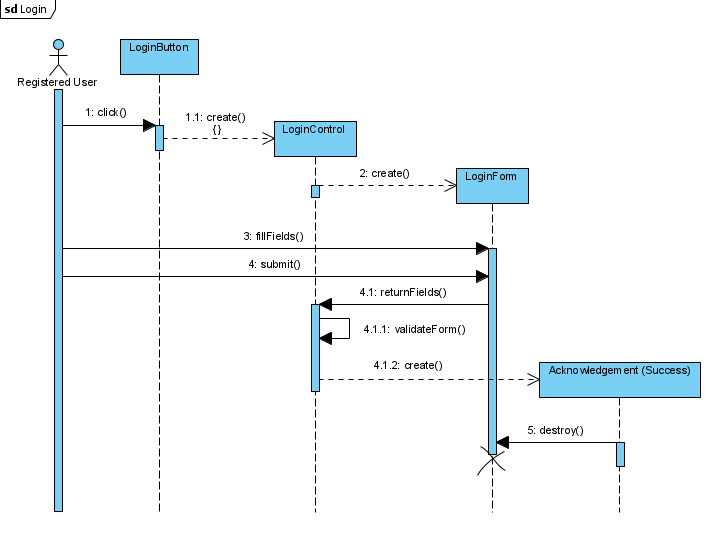 sd Login
LoginButton
Registered User
1: click()
1.1: create()
{}
LoginControl
2: create()
LoginForm
3: fillFields()
4: submit()
4.1: returnFields()
4.1.1: validateForm()
4.1.2: create()
Acknowledgement (Success)
5: destroy()